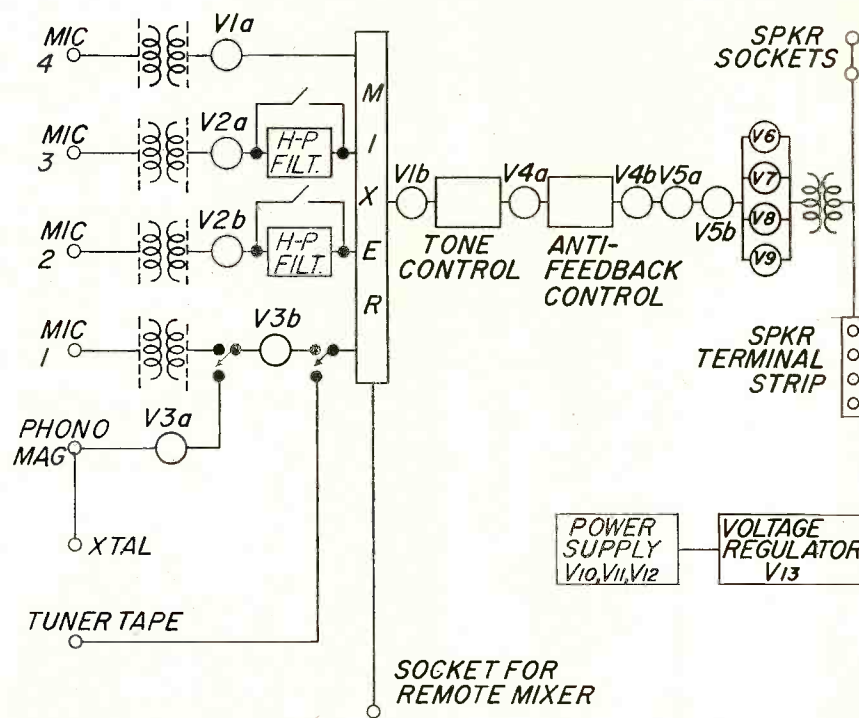 MIC
4
V1a
MIC
3
V2a
H-P
FILT.
MIC
2
V2b
H-P
FILT.
MIC
1
V3b
PHONO
MAG
V3a
XTAL
TUNER TAPE
MIXER
V1b
TONE
CONTROL
V4a
ANTI-
FEEDBACK
CONTROL
V4b
V5a
V5b
V6
V7
V8
V9
SPKR
SOCKETS
SPKR
TERMINAL
STRIP
POWER
SUPPLY
V10,V11,V12
VOLTAGE
REGULATOR
V13
SOCKET FOR
REMOTE MIXER